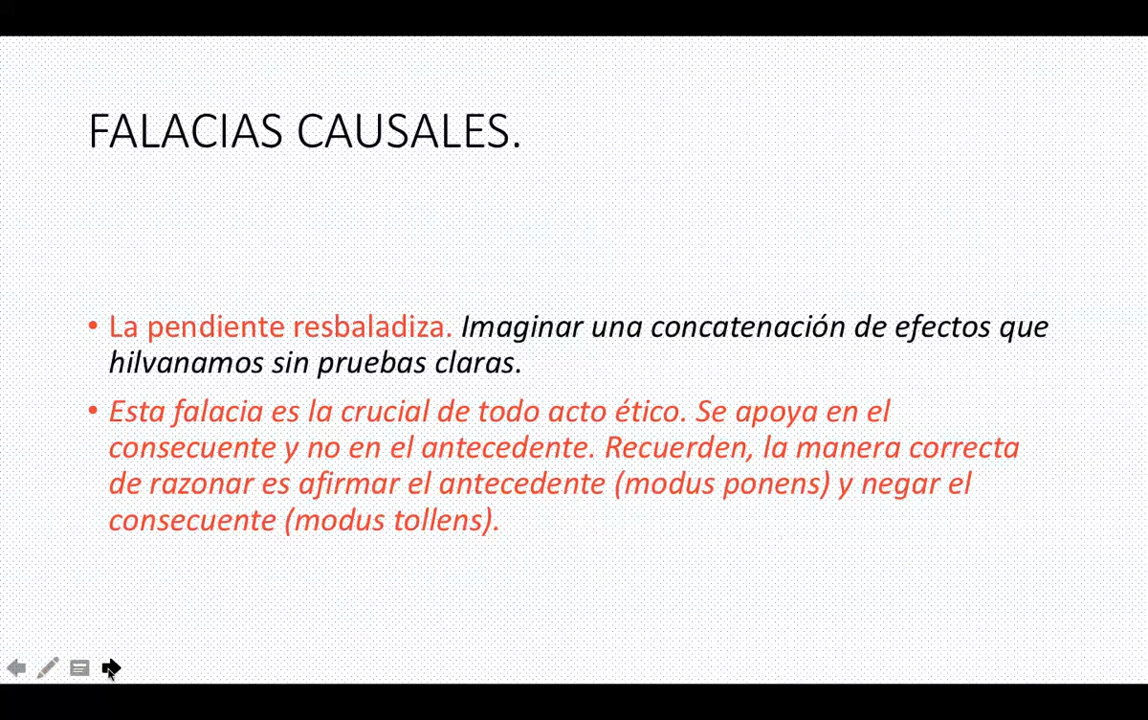 FALACIAS CAUSALES.
• La pendiente resbaladiza. Imaginar una concatenación de efectos que
hilvanamos sin pruebas claras.
• Esta falacia es la crucial de todo acto ético. Se apoya en el
consecuente y no en el antecedente. Recuerden, la manera correcta
de razonar es afirmar el antecedente (modus ponens) y negar el
consecuente (modus tollens).